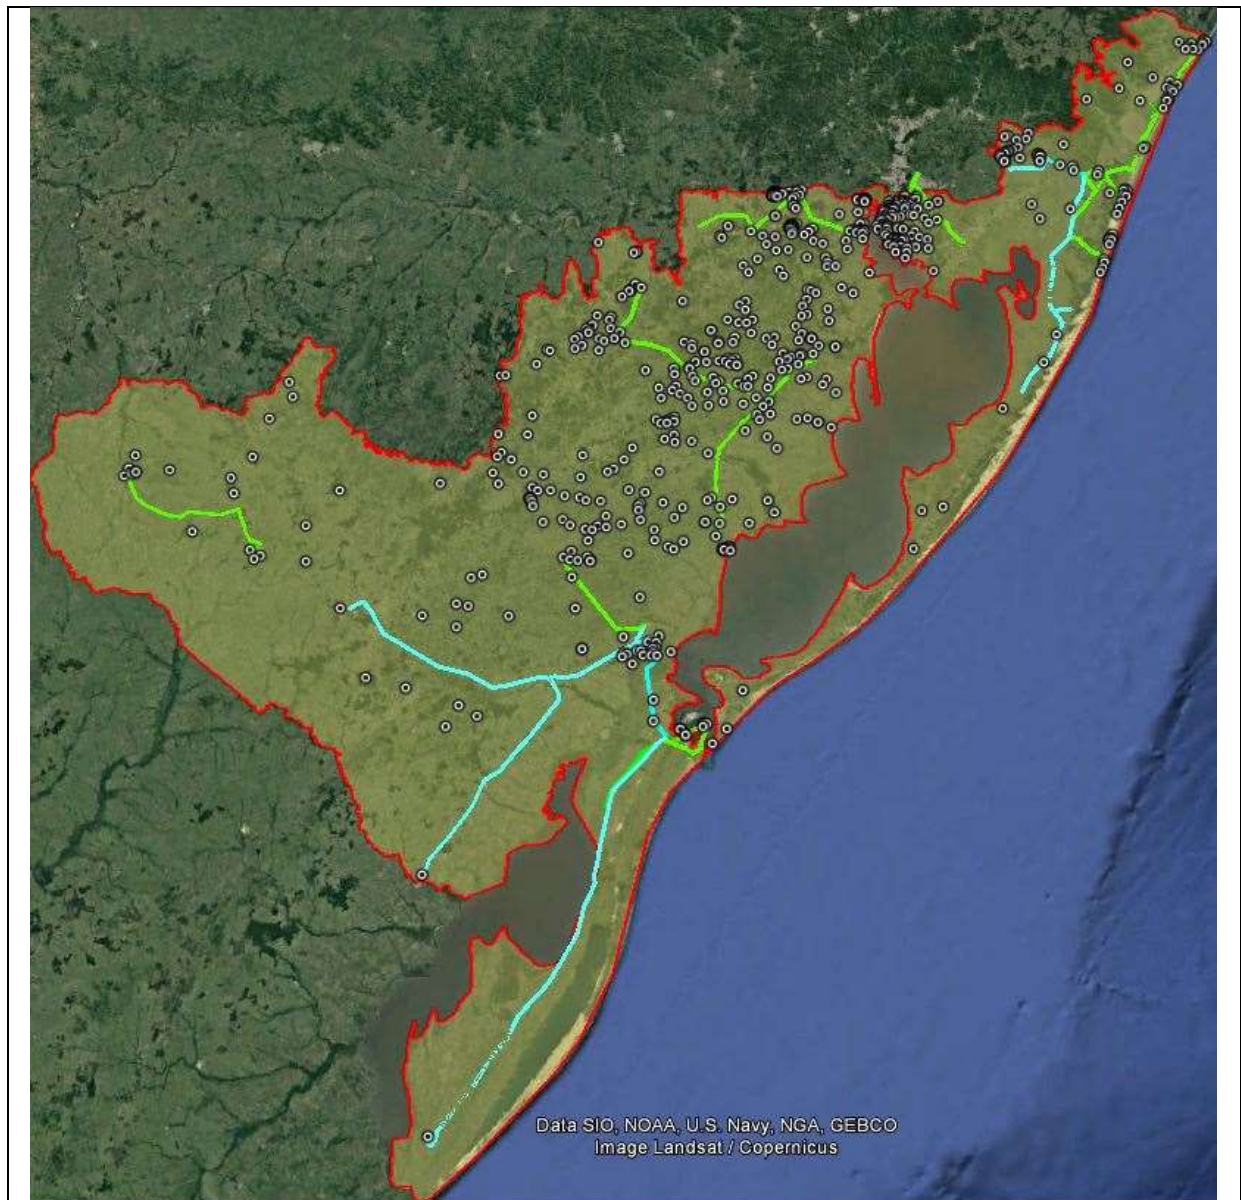 Data SIO, NOAA, U.S. Navy, NGA, GEBCO
Image Landsat / Copernicus